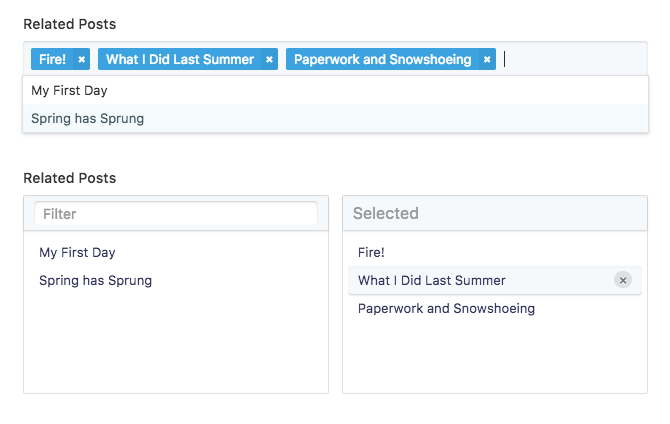 Related Posts
Fire! × What I Did Last Summer × Paperwork and Snowshoeing ×
My First Day
Spring has Sprung
Related Posts
Filter
My First Day
Spring has Sprung
Selected
Fire!
What I Did Last Summer ×
Paperwork and Snowshoeing